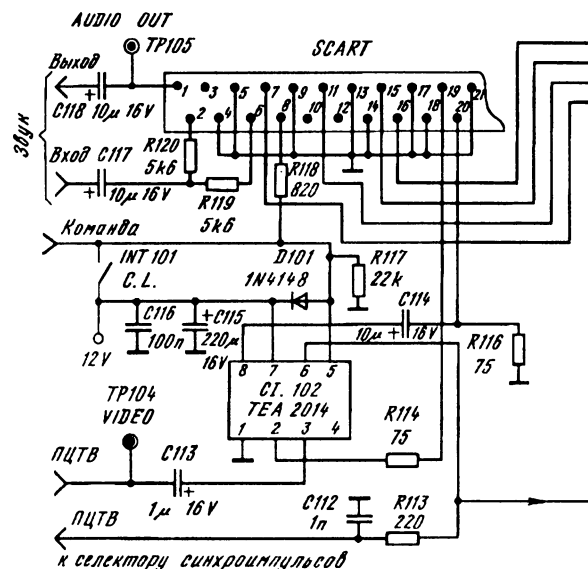 AUDIO OUT
TP105
SCART
Звук
Выход
C118 10μ 16V
1 3 5 7 9 11 13 15 17 19 21
2 4 6 8 10 12 14 16 18 20
R120
5k6
Вход
C117
10μ 16V
R119
5k6
R118
820
Команда
INT 101
C.L.
D101
1N4148
R117
22k
C116
100п
C115
220μ
16V
12V
C114
10μ 16V
R116
75
8 7 6 5
CI. 102
TEA 2014
1 2 3 4
TP104
VIDEO
R114
75
ПЦТВ
C113
1μ 16V
C112
1п
R113
220
ПЦТВ
к селектору синхроимпульсов